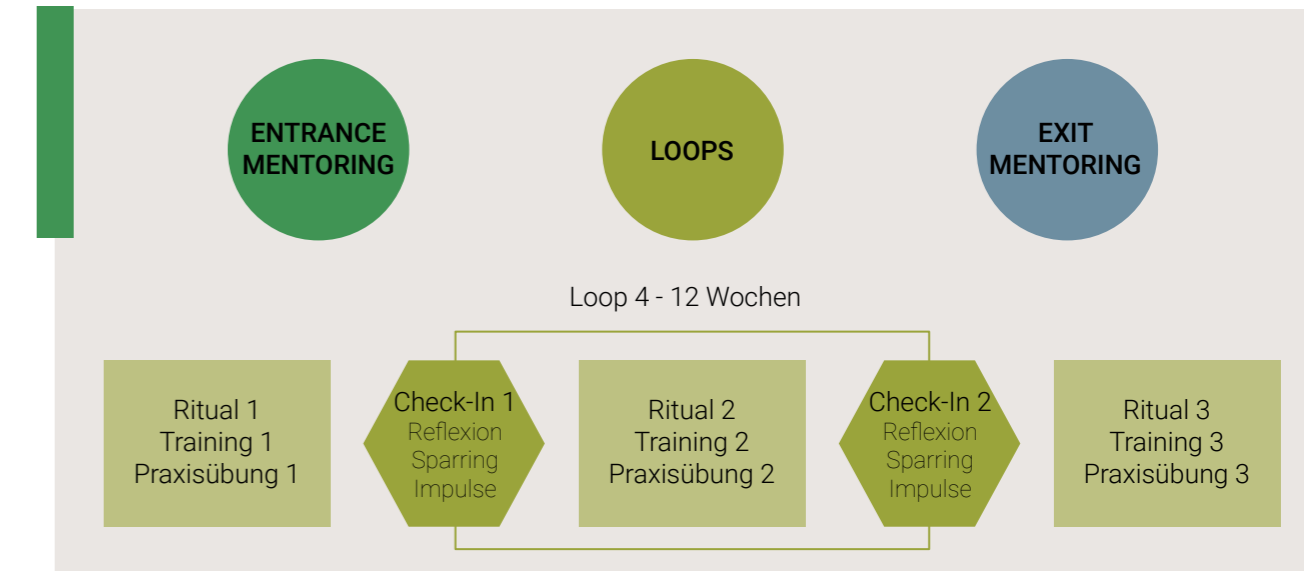 ENTRANCE
MENTORING
LOOPS
EXIT
MENTORING
Loop 4 - 12 Wochen
Ritual 1
Training 1
Praxisübung 1
Check-In 1
Reflexion
Sparring
Impulse
Ritual 2
Training 2
Praxisübung 2
Check-In 2
Reflexion
Sparring
Impulse
Ritual 3
Training 3
Praxisübung 3